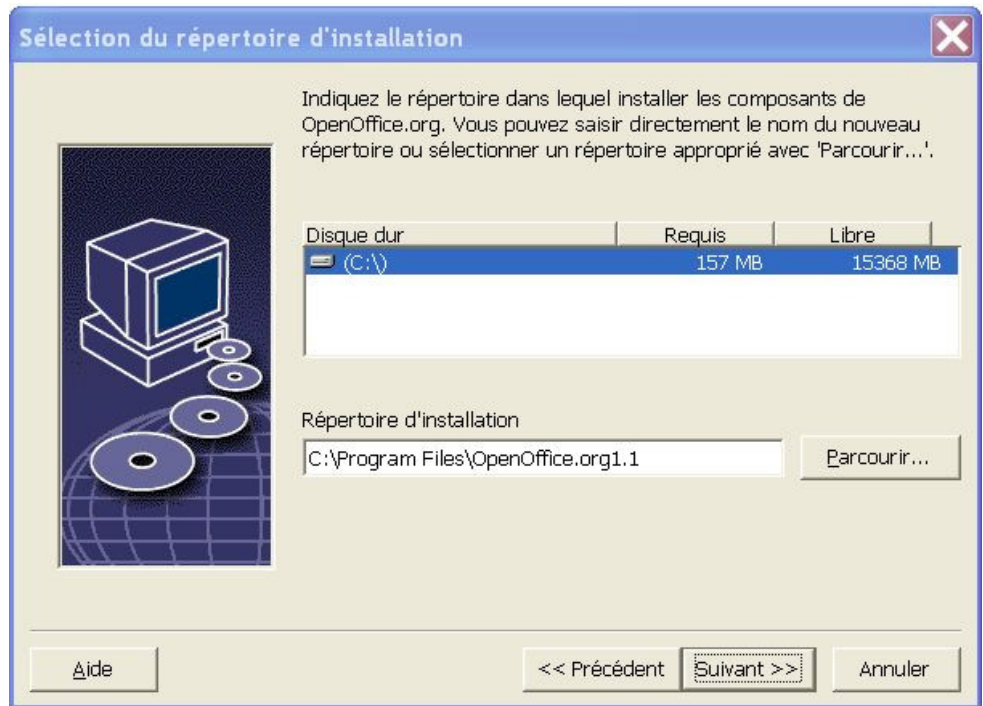 Sélection du répertoire d'installation
Indiquez le répertoire dans lequel installer les composants de
OpenOffice.org. Vous pouvez saisir directement le nom du nouveau
répertoire ou sélectionner un répertoire approprié avec 'Parcourir...'.
Disque dur Requis Libre
(C:\) 157 MB 15368 MB
Répertoire d'installation
C:\Program Files\OpenOffice.org1.1 Parcourir...
Aide << Précédent Suivant >> Annuler